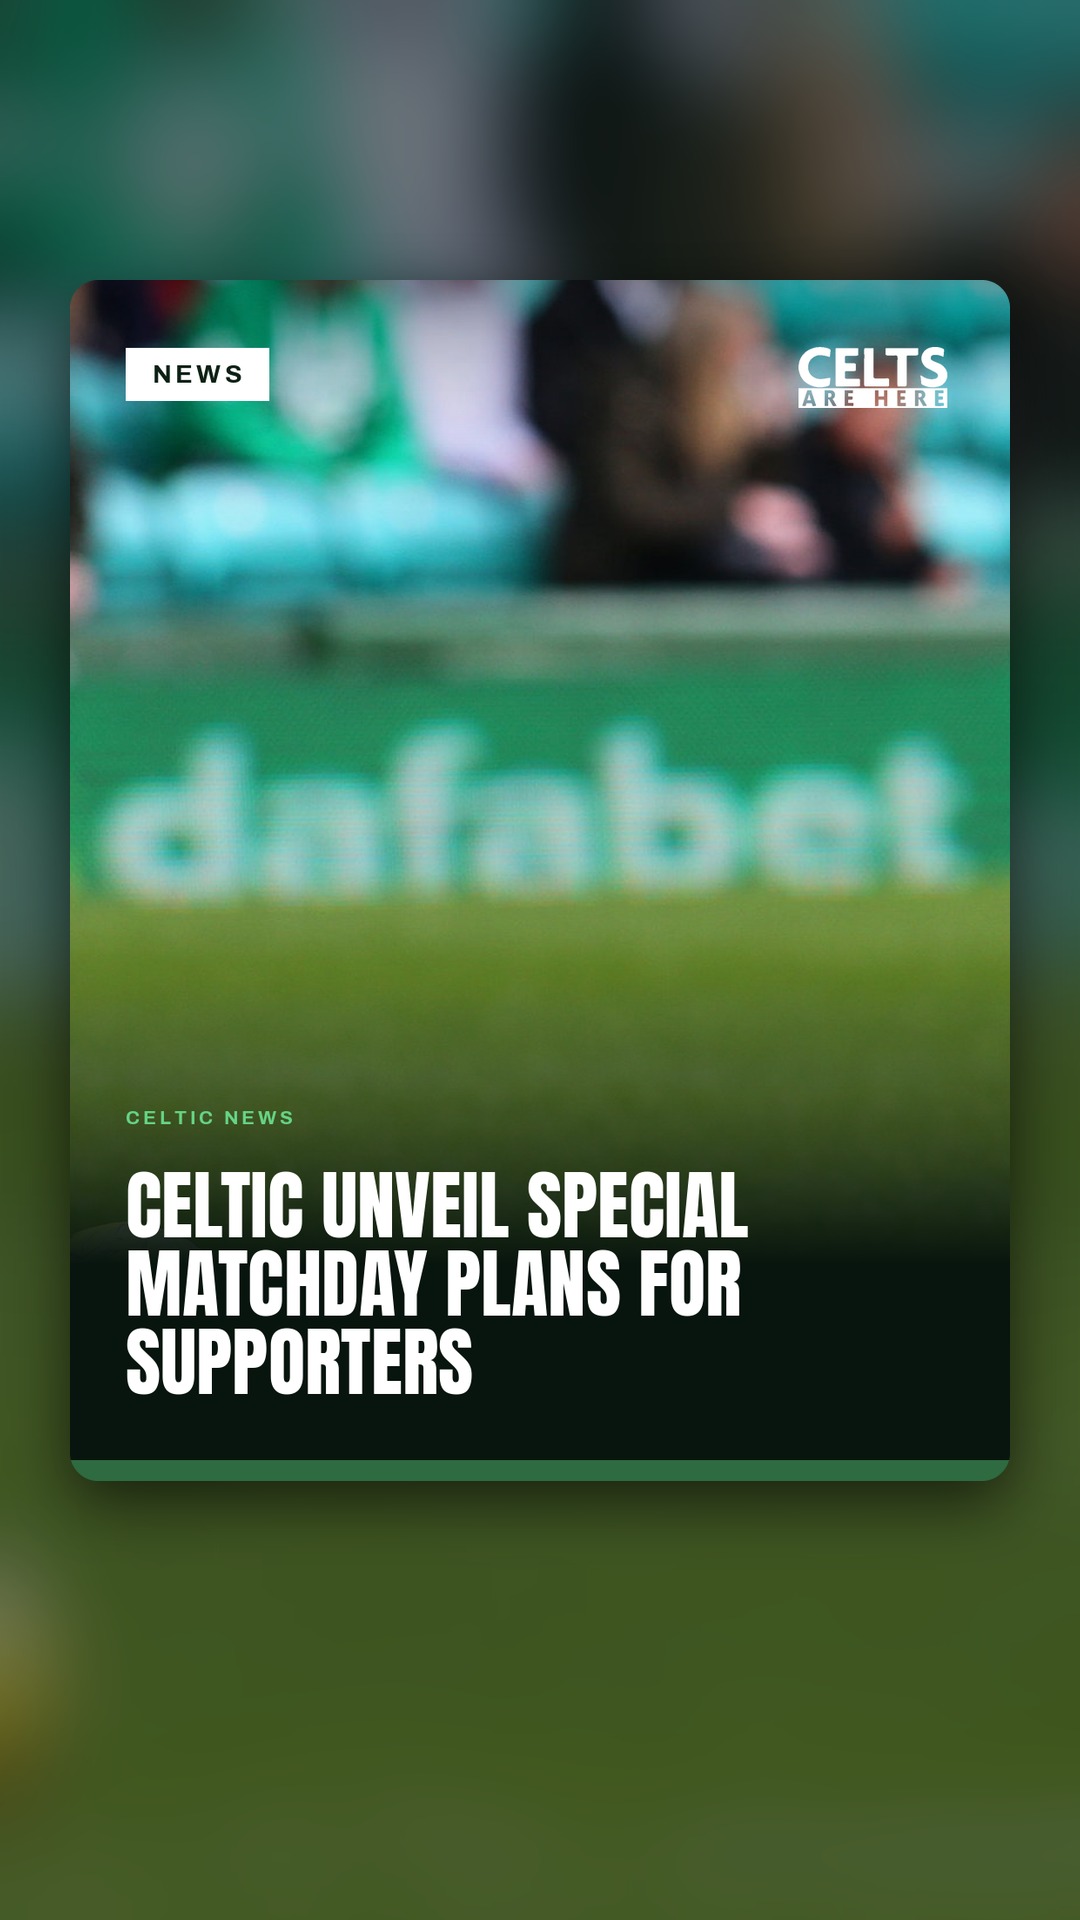 NEWS
CELTS
ARE HERE
dafabet
CELTIC NEWS
CELTIC UNVEIL SPECIAL
MATCHDAY PLANS FOR
SUPPORTERS